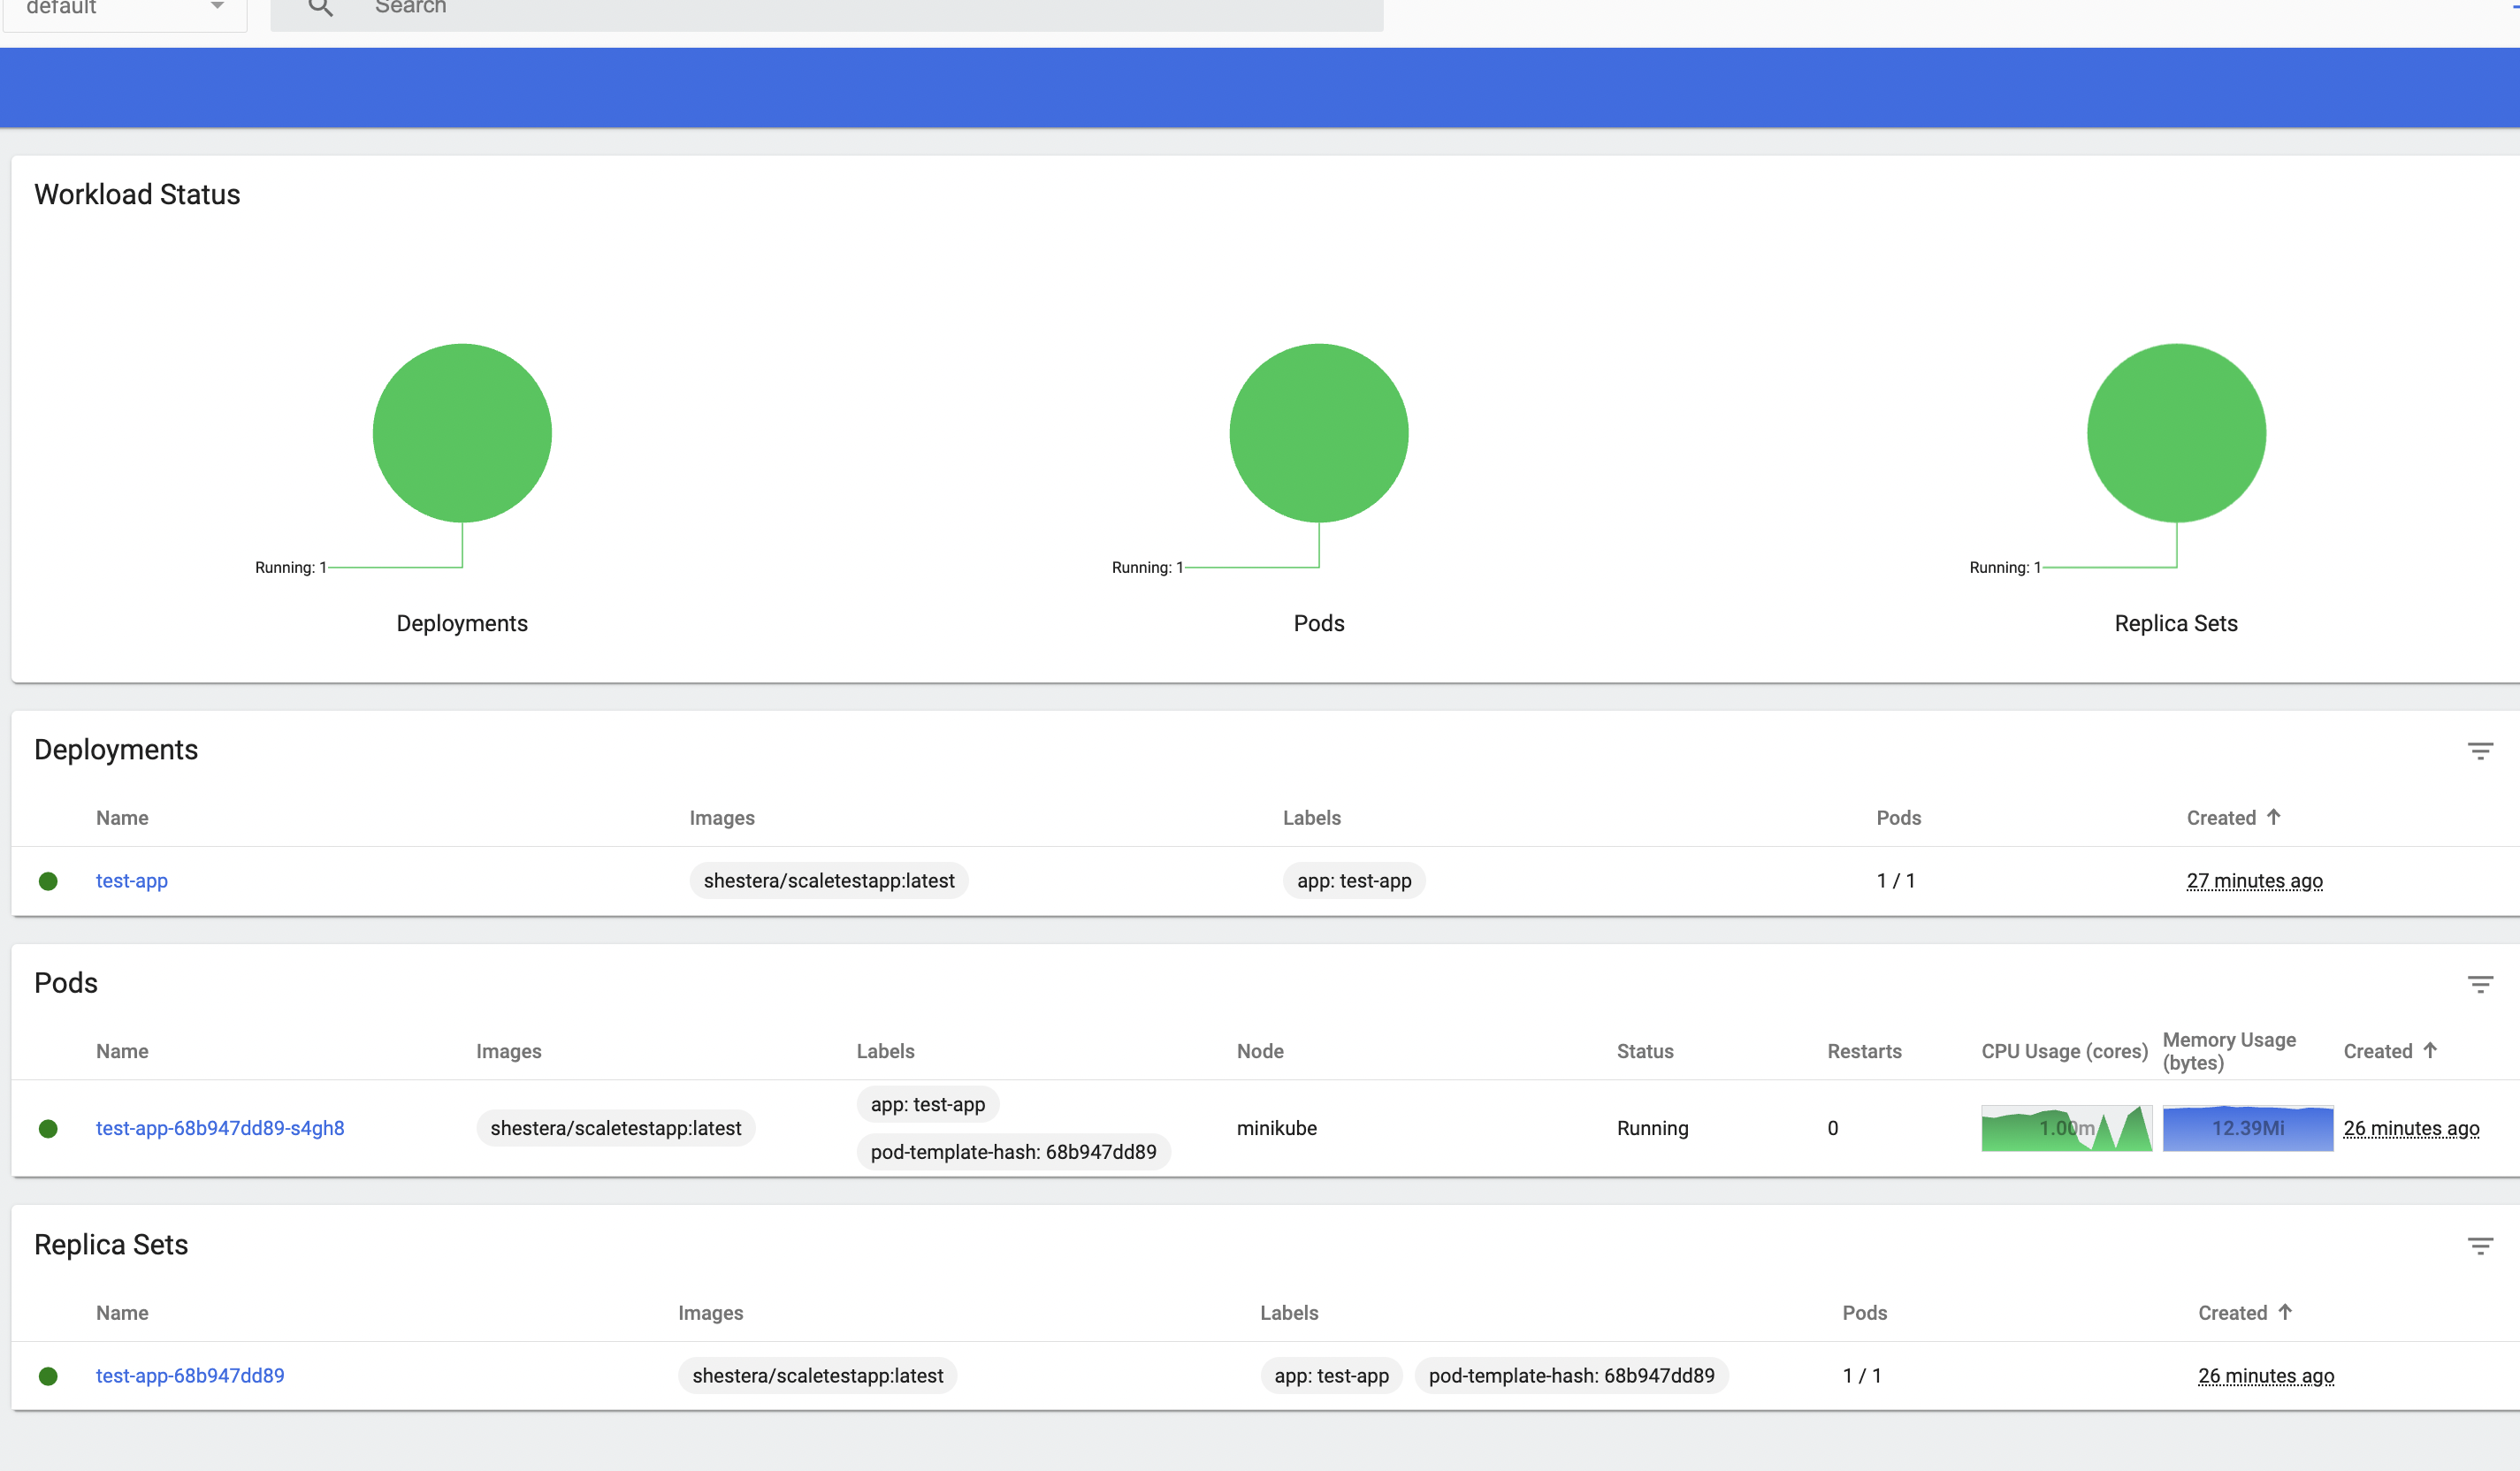 default Search
Workload Status
Running: 1 Running: 1 Running: 1
Deployments Pods Replica Sets
Deployments
Name Images Labels Pods Created
test-app shestera/scaletestapp:latest app: test-app 1 / 1 27 minutes ago
Pods
Name Images Labels Node Status Restarts CPU Usage (cores) Memory Usage (bytes) Created
test-app-68b947dd89-s4gh8 shestera/scaletestapp:latest app: test-app pod-template-hash: 68b947dd89 minikube Running 0 1.00m 12.39Mi 26 minutes ago
Replica Sets
Name Images Labels Pods Created
test-app-68b947dd89 shestera/scaletestapp:latest app: test-app pod-template-hash: 68b947dd89 1 / 1 26 minutes ago